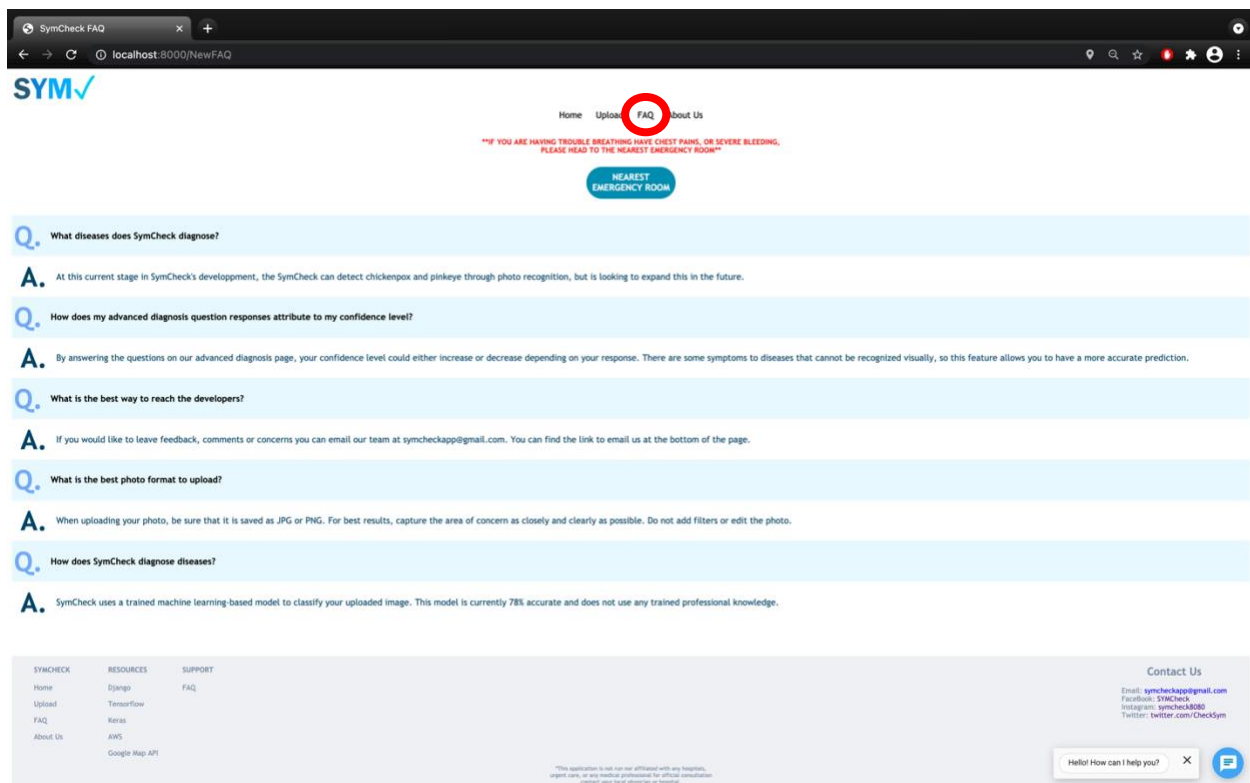 SymCheck FAQ
localhost:8000/NewFAQ
SYM✓
Home Upload FAQ About Us
**IF YOU ARE HAVING TROUBLE BREATHING HAVE CHEST PAINS, OR SEVERE BLEEDING,
PLEASE HEAD TO THE NEAREST EMERGENCY ROOM**
NEAREST
EMERGENCY ROOM
Q. What diseases does SymCheck diagnose?
A. At this current stage in SymCheck's developpment, the SymCheck can detect chickenpox and pinkeye through photo recognition, but is looking to expand this in the future.
Q. How does my advanced diagnosis question responses attribute to my confidence level?
A. By answering the questions on our advanced diagnosis page, your confidence level could either increase or decrease depending on your response. There are some symptoms to diseases that cannot be recognized visually, so this feature allows you to have a more accurate prediction.
Q. What is the best way to reach the developers?
A. If you would like to leave feedback, comments or concerns you can email our team at symcheckapp@gmail.com. You can find the link to email us at the bottom of the page.
Q. What is the best photo format to upload?
A. When uploading your photo, be sure that it is saved as JPG or PNG. For best results, capture the area of concern as closely and clearly as possible. Do not add filters or edit the photo.
Q. How does SymCheck diagnose diseases?
A. SymCheck uses a trained machine learning-based model to classify your uploaded image. This model is currently 78% accurate and does not use any trained professional knowledge.
SYMCHECK
Home
Upload
FAQ
About Us
RESOURCES
Django
Tensorflow
Keras
AWS
Google Map API
SUPPORT
FAQ
Contact Us
Email: symcheckapp@gmail.com
FaceBook: SYMCheck
Instagram: symcheck8080
Twitter: twitter.com/CheckSym
*This application is not run nor affiliated with any hospitals,
urgent care, or any medical professional for official consultation
contact your local physician or hospital
Hello! How can I help you?